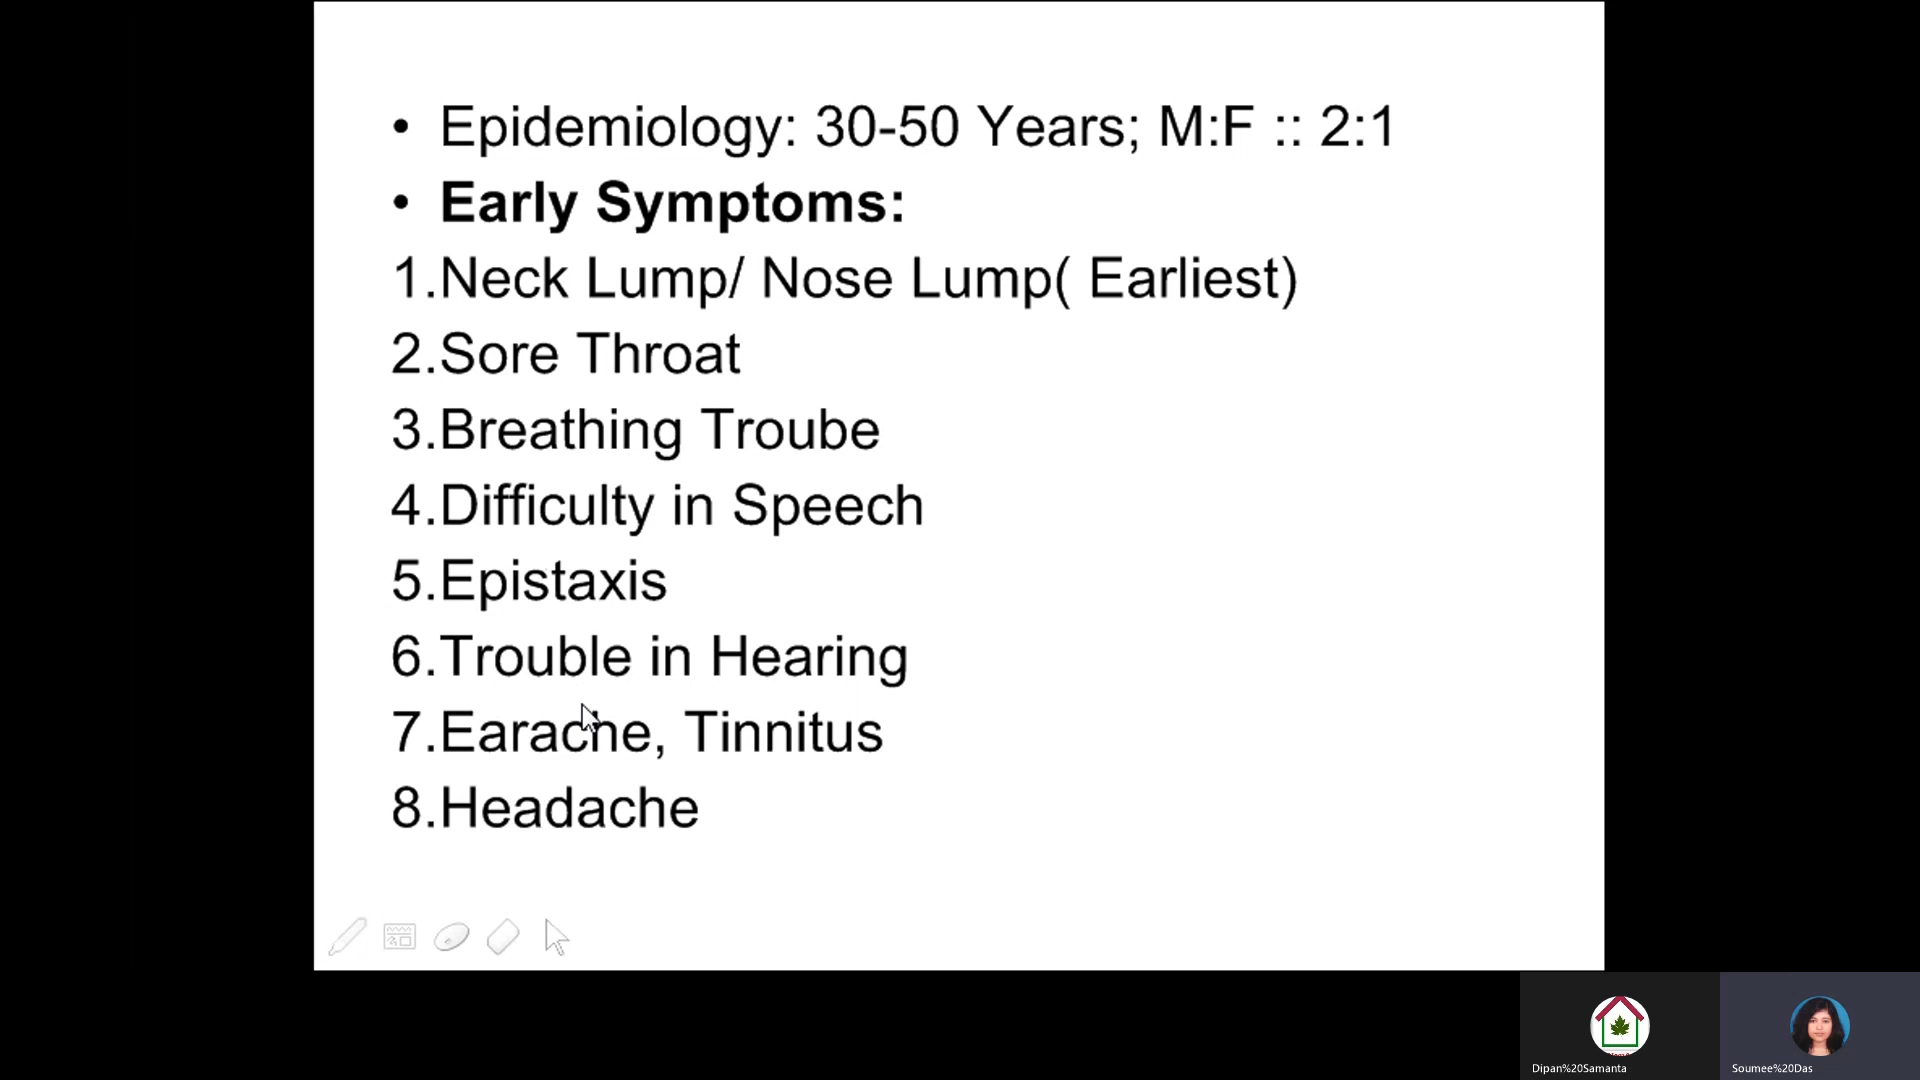 • Epidemiology: 30-50 Years; M:F :: 2:1
• Early Symptoms:
1.Neck Lump/ Nose Lump( Earliest)
2.Sore Throat
3.Breathing Troube
4.Difficulty in Speech
5.Epistaxis
6.Trouble in Hearing
7.Earache, Tinnitus
8.Headache
Dipan%20Samanta
Soumee%20Das